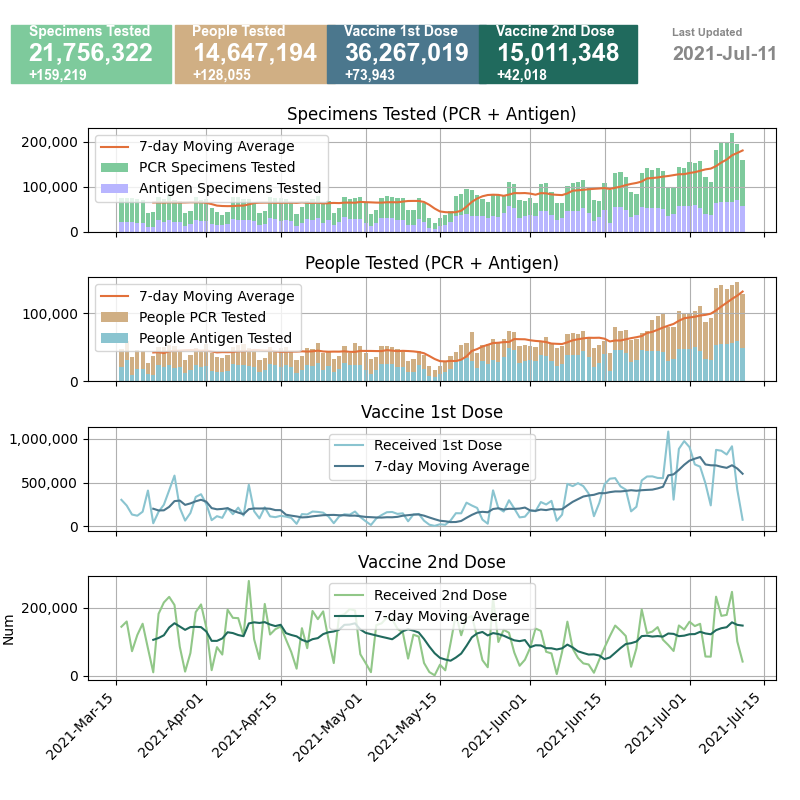 Specimens Tested
21,756,322
+159,219
People Tested
14,647,194
+128,055
Vaccine 1st Dose
36,267,019
+73,943
Vaccine 2nd Dose
15,011,348
+42,018
Last Updated
2021-Jul-11
Specimens Tested (PCR + Antigen)
200,000
100,000
0
7-day Moving Average
PCR Specimens Tested
Antigen Specimens Tested
People Tested (PCR + Antigen)
100,000
0
7-day Moving Average
People PCR Tested
People Antigen Tested
Vaccine 1st Dose
1,000,000
500,000
0
Received 1st Dose
7-day Moving Average
Vaccine 2nd Dose
200,000
0
Num
Received 2nd Dose
7-day Moving Average
2021-Mar-15
2021-Apr-01
2021-Apr-15
2021-May-01
2021-May-15
2021-Jun-01
2021-Jun-15
2021-Jul-01
2021-Jul-15